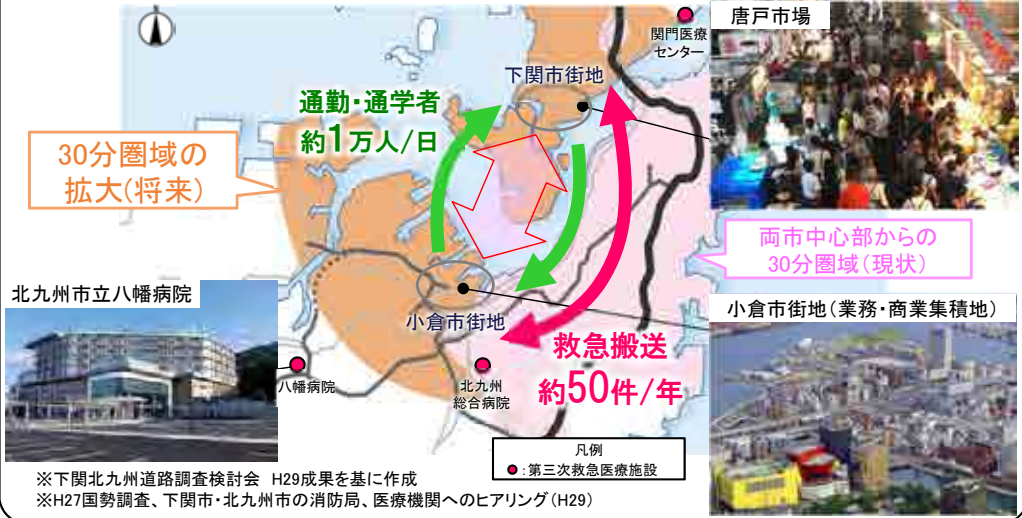 唐戸市場
関門医療
センター
下関市街地
通勤・通学者
約1万人/日
30分圏域の
拡大(将来)
両市中心部からの
30分圏域(現状)
北九州市立八幡病院
小倉市街地(業務・商業集積地)
小倉市街地
救急搬送
約50件/年
八幡病院
北九州
総合病院
凡例
:第三次救急医療施設
※下関北九州道路調査検討会 H29成果を基に作成
※H27国勢調査、下関市・北九州市の消防局、医療機関へのヒアリング(H29)